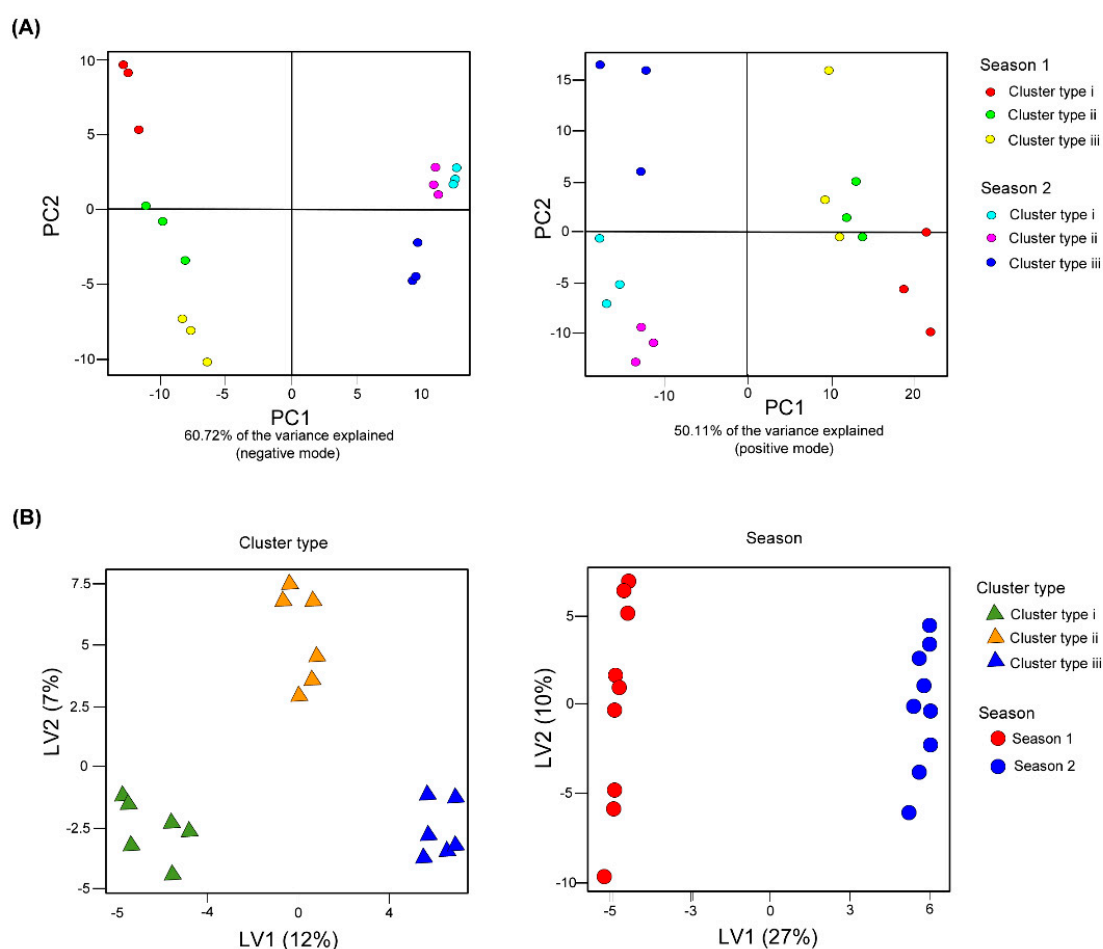 (A)
10
5
0
-5
-10
PC2
-10
-5
0
5
10
PC1
60.72% of the variance explained
(negative mode)
15
10
5
0
-5
-10
PC2
-10
0
10
20
PC1
50.11% of the variance explained
(positive mode)
Season 1
Cluster type i
Cluster type ii
Cluster type iii
Season 2
Cluster type i
Cluster type ii
Cluster type iii
(B)
Cluster type
7.5
5
2.5
0
-2.5
-5
LV2 (7%)
-5
-4
0
4
LV1 (12%)
Season
5
0
-5
-10
LV2 (10%)
-5
-3
0
3
6
LV1 (27%)
Cluster type
Cluster type i
Cluster type ii
Cluster type iii
Season
Season 1
Season 2